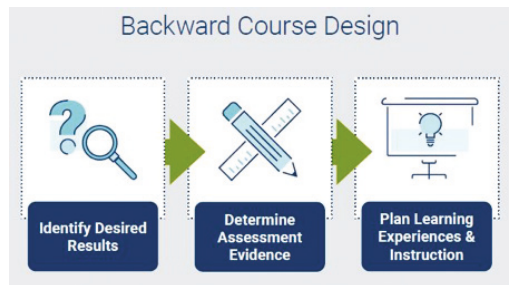 Backward Course Design
Identify Desired
Results
Determine
Assessment
Evidence
Plan Learning
Experiences &
Instruction